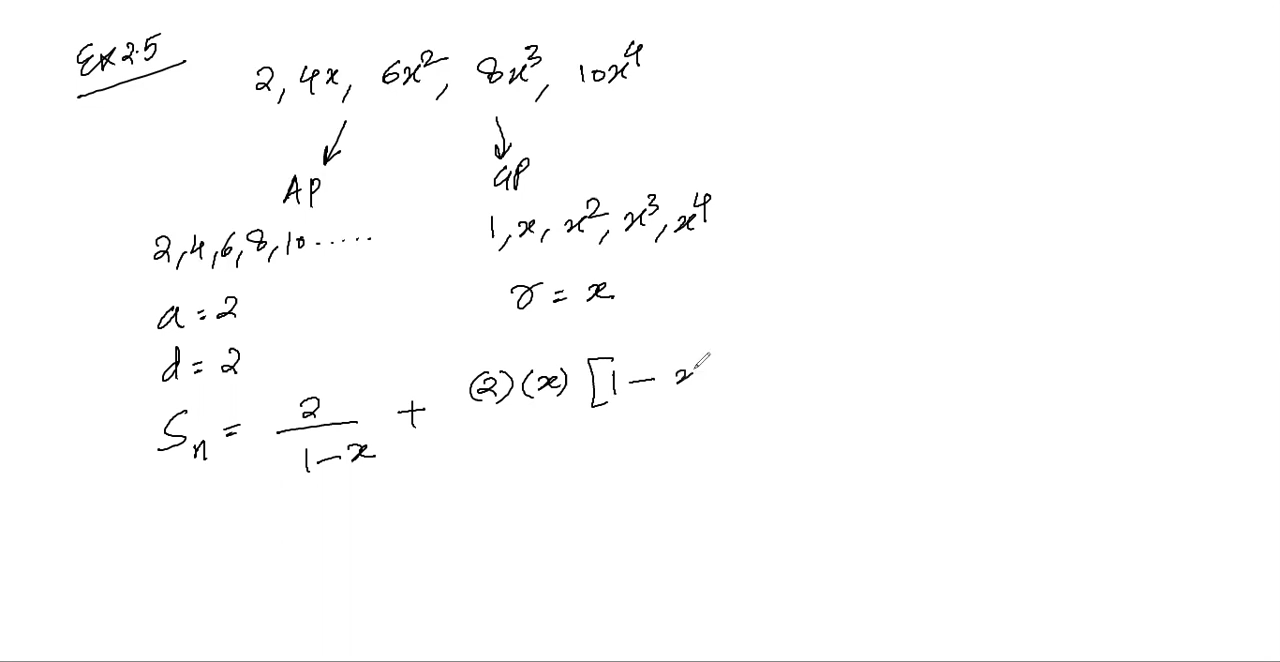 Ex 2.5
2, 4x, 6x², 8x³, 10x⁴
AP GP
2, 4, 6, 8, 10 ..... 1, x, x², x³, x⁴
a = 2 r = x
d = 2
Sn = 2/(1-x) + (2)(x) [1 - x